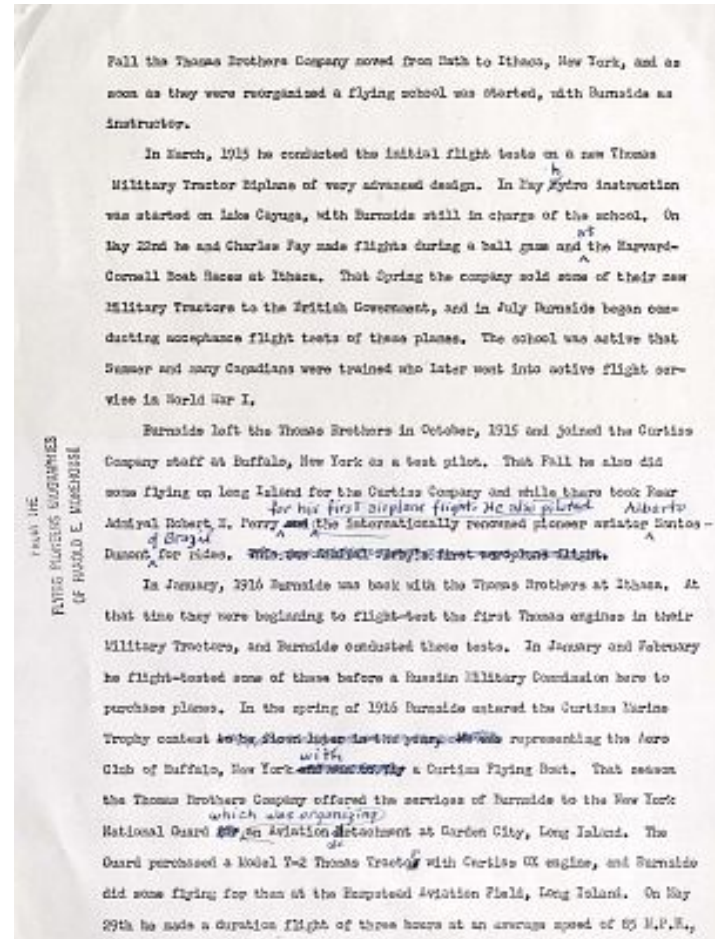 Fall the Thomas Brothers Company moved from Bath to Ithaca, New York, and as
soon as they were reorganized a flying school was started, with Burnside as
instructor.
In March, 1915 he conducted the initial flight tests on a new Thomas
Military Tractor Biplane of very advanced design. In May hydro instruction
was started on Lake Cayuga, with Burnside still in charge of the school. On
May 22nd he and Charles Fay made flights during a ball game and at the Harvard-
Cornell Boat Races at Ithaca. That Spring the company sold some of their new
Military Tractors to the British Government, and in July Burnside began con-
ducting acceptance flight tests of these planes. The school was active that
Summer and many Canadians were trained who later went into active flight ser-
vice in World War I.
Burnside left the Thomas Brothers in October, 1915 and joined the Curtiss
Company staff at Buffalo, New York as a test pilot. That Fall he also did
some flying on long Island for the Curtiss Company and while there took Rear
for his first airplane flight. He also piloted Alberto
Admiral Robert E. Perry and the internationally renowned pioneer aviator Santos-
of Brazil
Dumont for rides. This was Admiral Perry's first aeroplane flight.
In January, 1916 Burnside was back with the Thomas Brothers at Ithaca. At
that time they were beginning to flight-test the first Thomas engines in their
Military Tractors, and Burnside conducted these tests. In January and February
he flight-tested some of these before a Russian Military Commission here to
purchase planes. In the spring of 1916 Burnside entered the Curtiss Marine
Trophy contest to be flown later in the year, representing the Aero
with
Club of Buffalo, New York a Curtiss Flying Boat. That season
the Thomas Brothers Company offered the services of Burnside to the New York
which was organizing
National Guard an Aviation detachment at Garden City, Long Island. The
Guard purchased a Model T-2 Thomas Tractor with Curtiss OX engine, and Burnside
did some flying for them at the Hempstead Aviation Field, Long Island. On May
29th he made a duration flight of three hours at an average speed of 85 M.P.H.,
FROM THE
FLYING PIONEERS BIOGRAPHIES
OF HAROLD E. MOREHOUSE